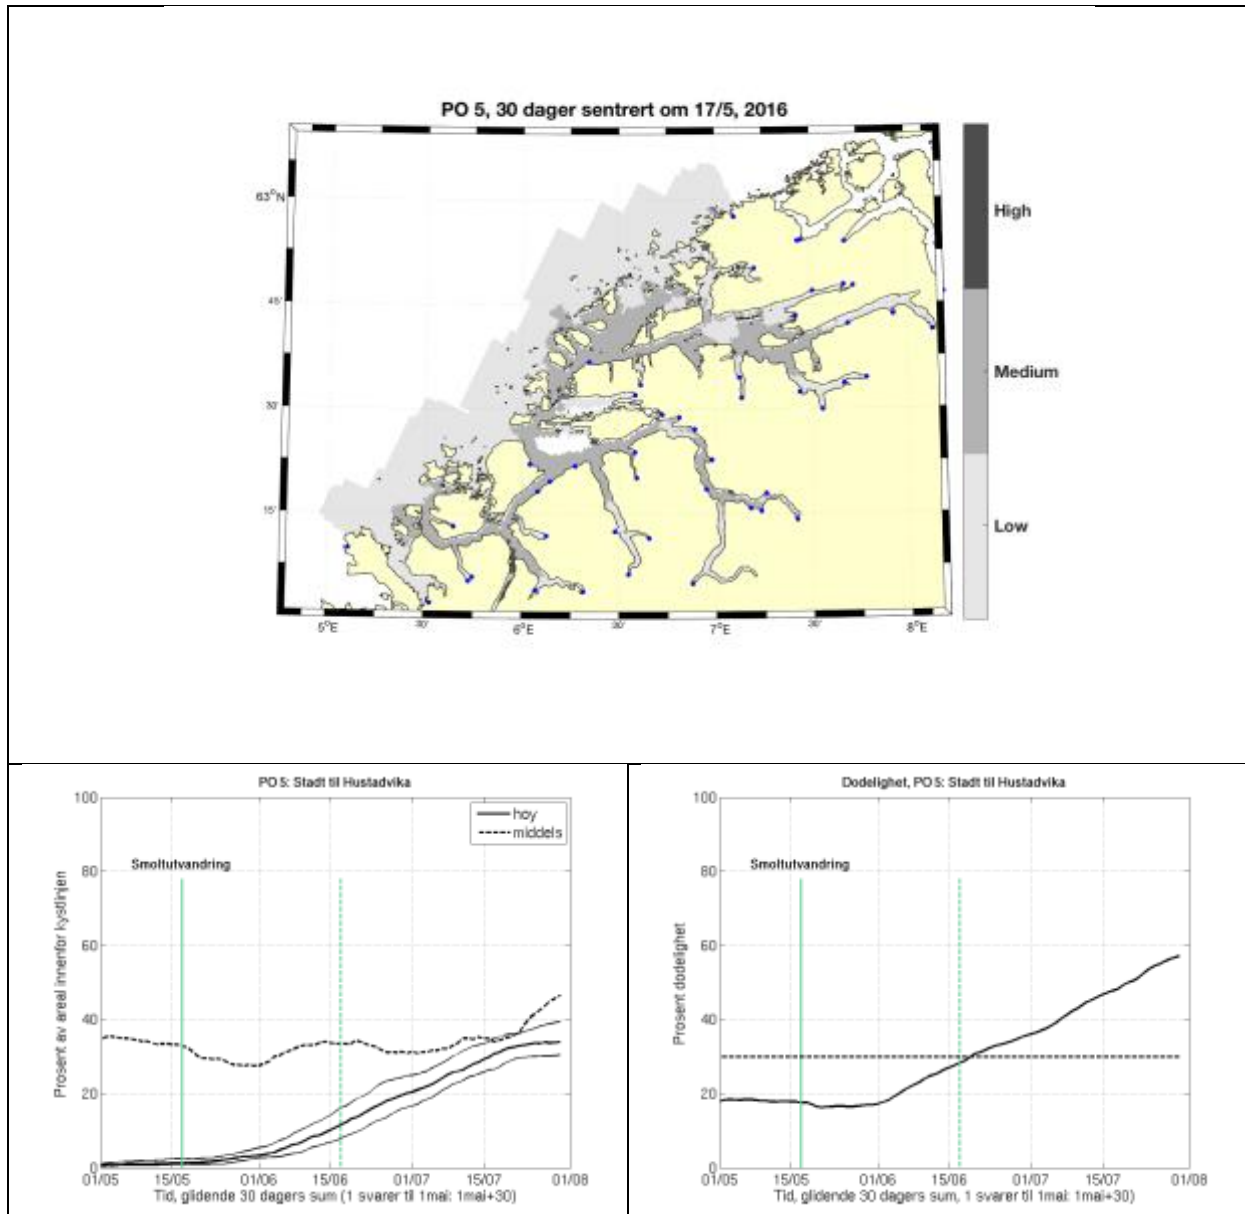 PO 5, 30 dager sentrert om 17/5, 2016
63°N
45'
30'
15'
5°E
30'
6°E
30'
7°E
30'
8°E
High
Medium
Low
PO 5: Stadt til Hustadvika
hoy
middels
Smoltutvandring
Prosent av areal innenfor kystlinjen
100
80
60
40
20
0
01/05
15/05
01/06
15/06
01/07
15/07
01/08
Tid, glidende 30 dagers sum (1 svarer til 1mai: 1mai+30)
Dodelighet, PO 5: Stadt til Hustadvika
Smoltutvandring
Prosent dodelighet
100
80
60
40
20
0
01/05
15/05
01/06
15/06
01/07
15/07
01/08
Tid, glidende 30 dagers sum, 1 svarer til 1mai: 1mai+30)